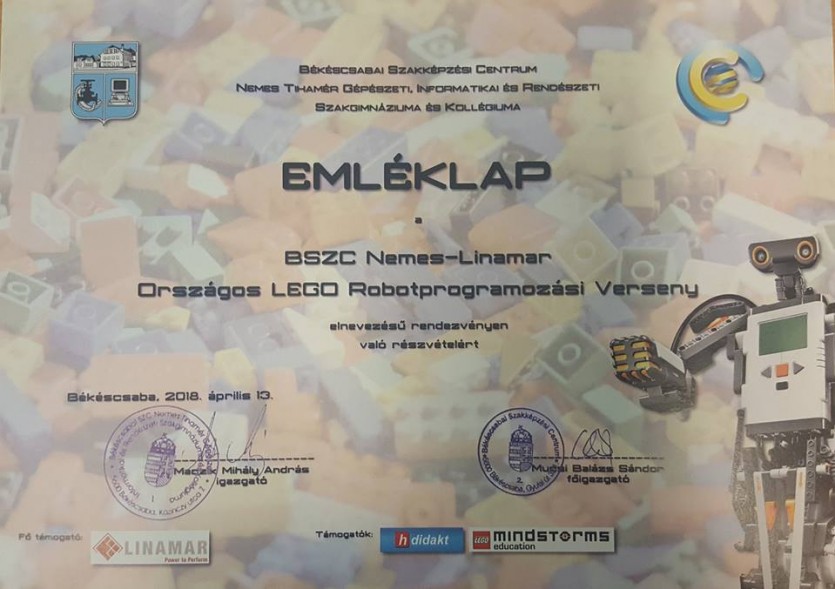 Békéscsabai Szakképzési Centrum
Nemes Tihamér Gépészeti, Informatikai és Rendészeti
Szakgimnáziuma és Kollégiuma
EMLÉKLAP
a
BSZC Nemes-Linamar
Országos LEGO Robotprogramozási Verseny
elnevezésű rendezvényen
való részvételért
Békéscsaba, 2018. április 13.
Mihály András
igazgató
Balázs Sándor
főigazgató
Fő támogató:
LINAMAR
Power to Perform
Támogatók:
h didakt
LEGO mindstorms
education